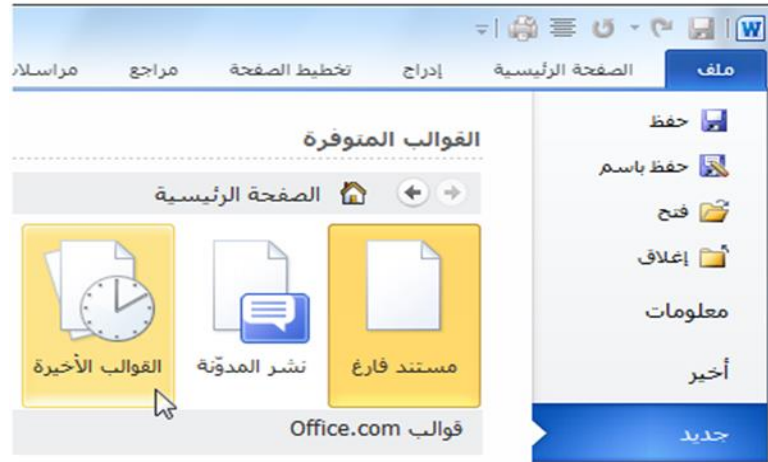 W
ملف الصفحة الرئيسية إدراج تخطيط الصفحة مراجع
حفظ
حفظ باسم
فتح
إغلاق
معلومات
أخير
جديد
القوالب المتوفرة
الصفحة الرئيسية
مستند فارغ نشر المدوّنة القوالب الأخيرة
قوالب Office.com